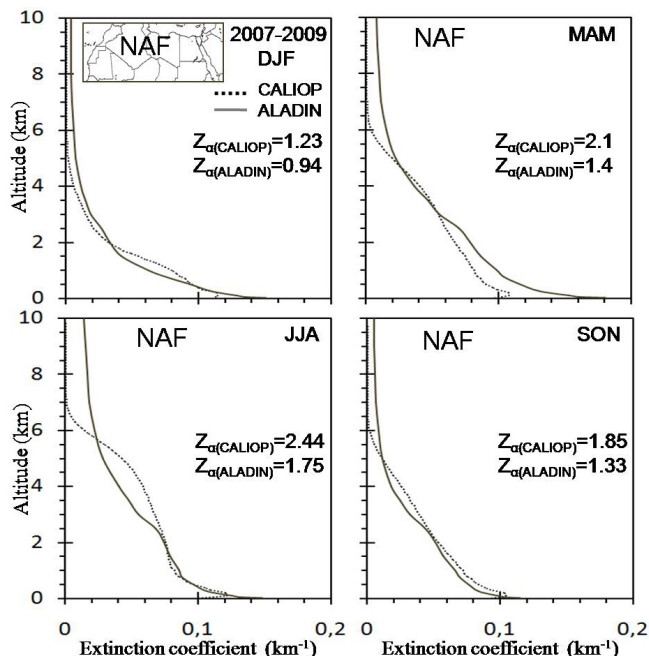 10
8
6
4
2
0
Altitude (km)
NAF
2007-2009
DJF
CALIOP
ALADIN
Zα(CALIOP)=1.23
Zα(ALADIN)=0.94
NAF
MAM
Zα(CALIOP)=2.1
Zα(ALADIN)=1.4
10
8
6
4
2
0
Altitude (km)
NAF
JJA
Zα(CALIOP)=2.44
Zα(ALADIN)=1.75
0
0,1
0,2
Extinction coefficient (km-1)
NAF
SON
Zα(CALIOP)=1.85
Zα(ALADIN)=1.33
0
0,1
0,2
Extinction coefficient (km-1)